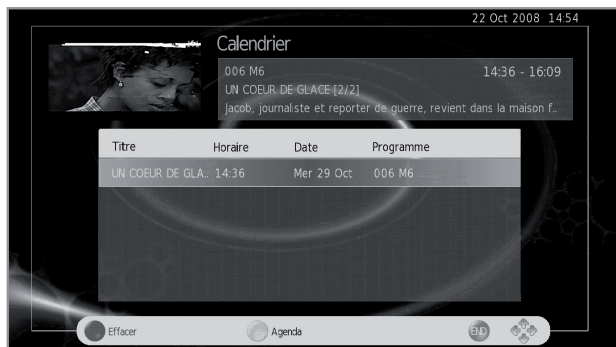 22 Oct 2008 14:54
Calendrier
006 M6 14:36 - 16:09
UN COEUR DE GLACE [2/2]
Jacob, journaliste et reporter de guerre, revient dans la maison f..
Titre Horaire Date Programme
UN COEUR DE GLA.. 14:36 Mer 29 Oct 006 M6
Effacer Agenda END